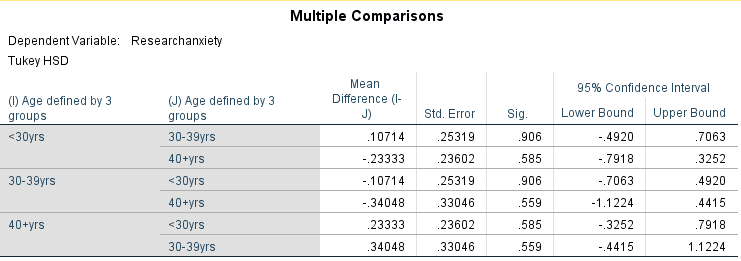 Multiple Comparisons
Dependent Variable: Researchanxiety
Tukey HSD
(I) Age defined by 3 groups (J) Age defined by 3 groups Mean Difference (I-J) Std. Error Sig. 95% Confidence Interval
Lower Bound Upper Bound
<30yrs 30-39yrs .10714 .25319 .906 -.4920 .7063
40+yrs -.23333 .23602 .585 -.7918 .3252
30-39yrs <30yrs -.10714 .25319 .906 -.7063 .4920
40+yrs -.34048 .33046 .559 -1.1224 .4415
40+yrs <30yrs .23333 .23602 .585 -.3252 .7918
30-39yrs .34048 .33046 .559 -.4415 1.1224